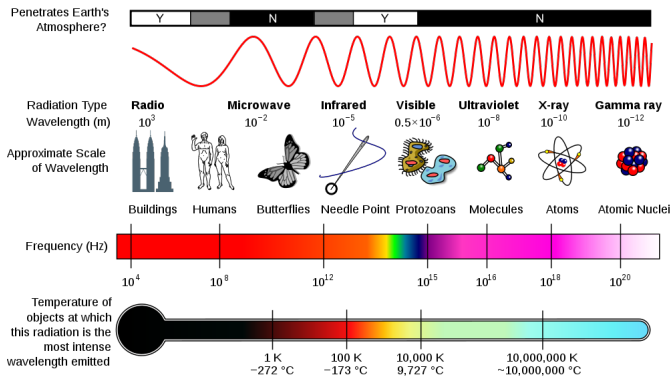 Penetrates Earth's
Atmosphere?
Y N Y N
Radiation Type
Wavelength (m)
Radio Microwave Infrared Visible Ultraviolet X-ray Gamma ray
10³ 10⁻² 10⁻⁵ 0.5×10⁻⁶ 10⁻⁸ 10⁻¹⁰ 10⁻¹²
Approximate Scale
of Wavelength
Buildings Humans Butterflies Needle Point Protozoans Molecules Atoms Atomic Nuclei
Frequency (Hz)
10⁴ 10⁸ 10¹² 10¹⁵ 10¹⁶ 10¹⁸ 10²⁰
Temperature of
objects at which
this radiation is the
most intense
wavelength emitted
1 K 100 K 10,000 K 10,000,000 K
−272 °C −173 °C 9,727 °C ~10,000,000 °C